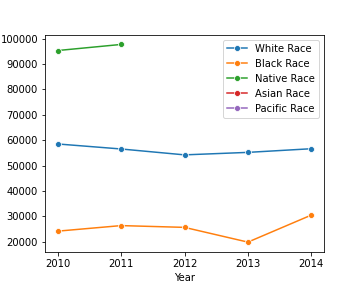 100000
90000
80000
70000
60000
50000
40000
30000
20000
White Race
Black Race
Native Race
Asian Race
Pacific Race
2010 2011 2012 2013 2014
Year